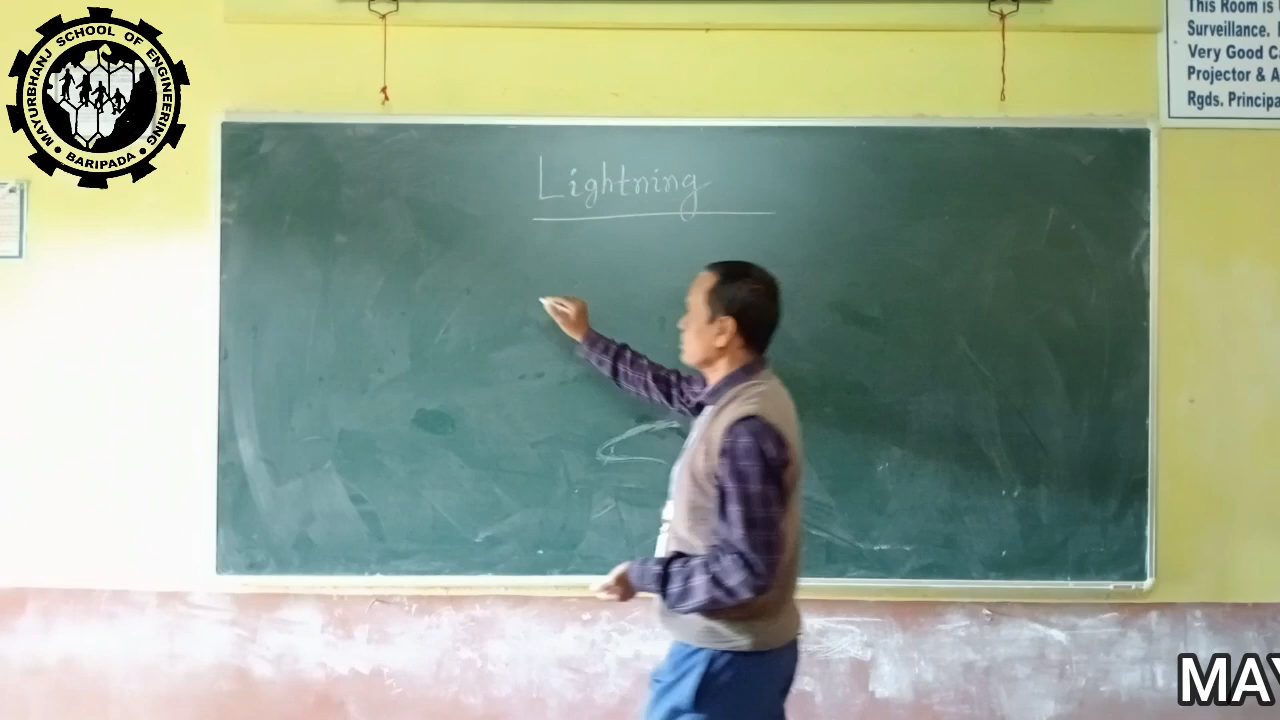 MAYURBHANJ SCHOOL OF ENGINEERING
• BARIPADA •
Lightning
This Room is
Surveillance.
Very Good C
Projector & A
Rgds. Principa
MAY